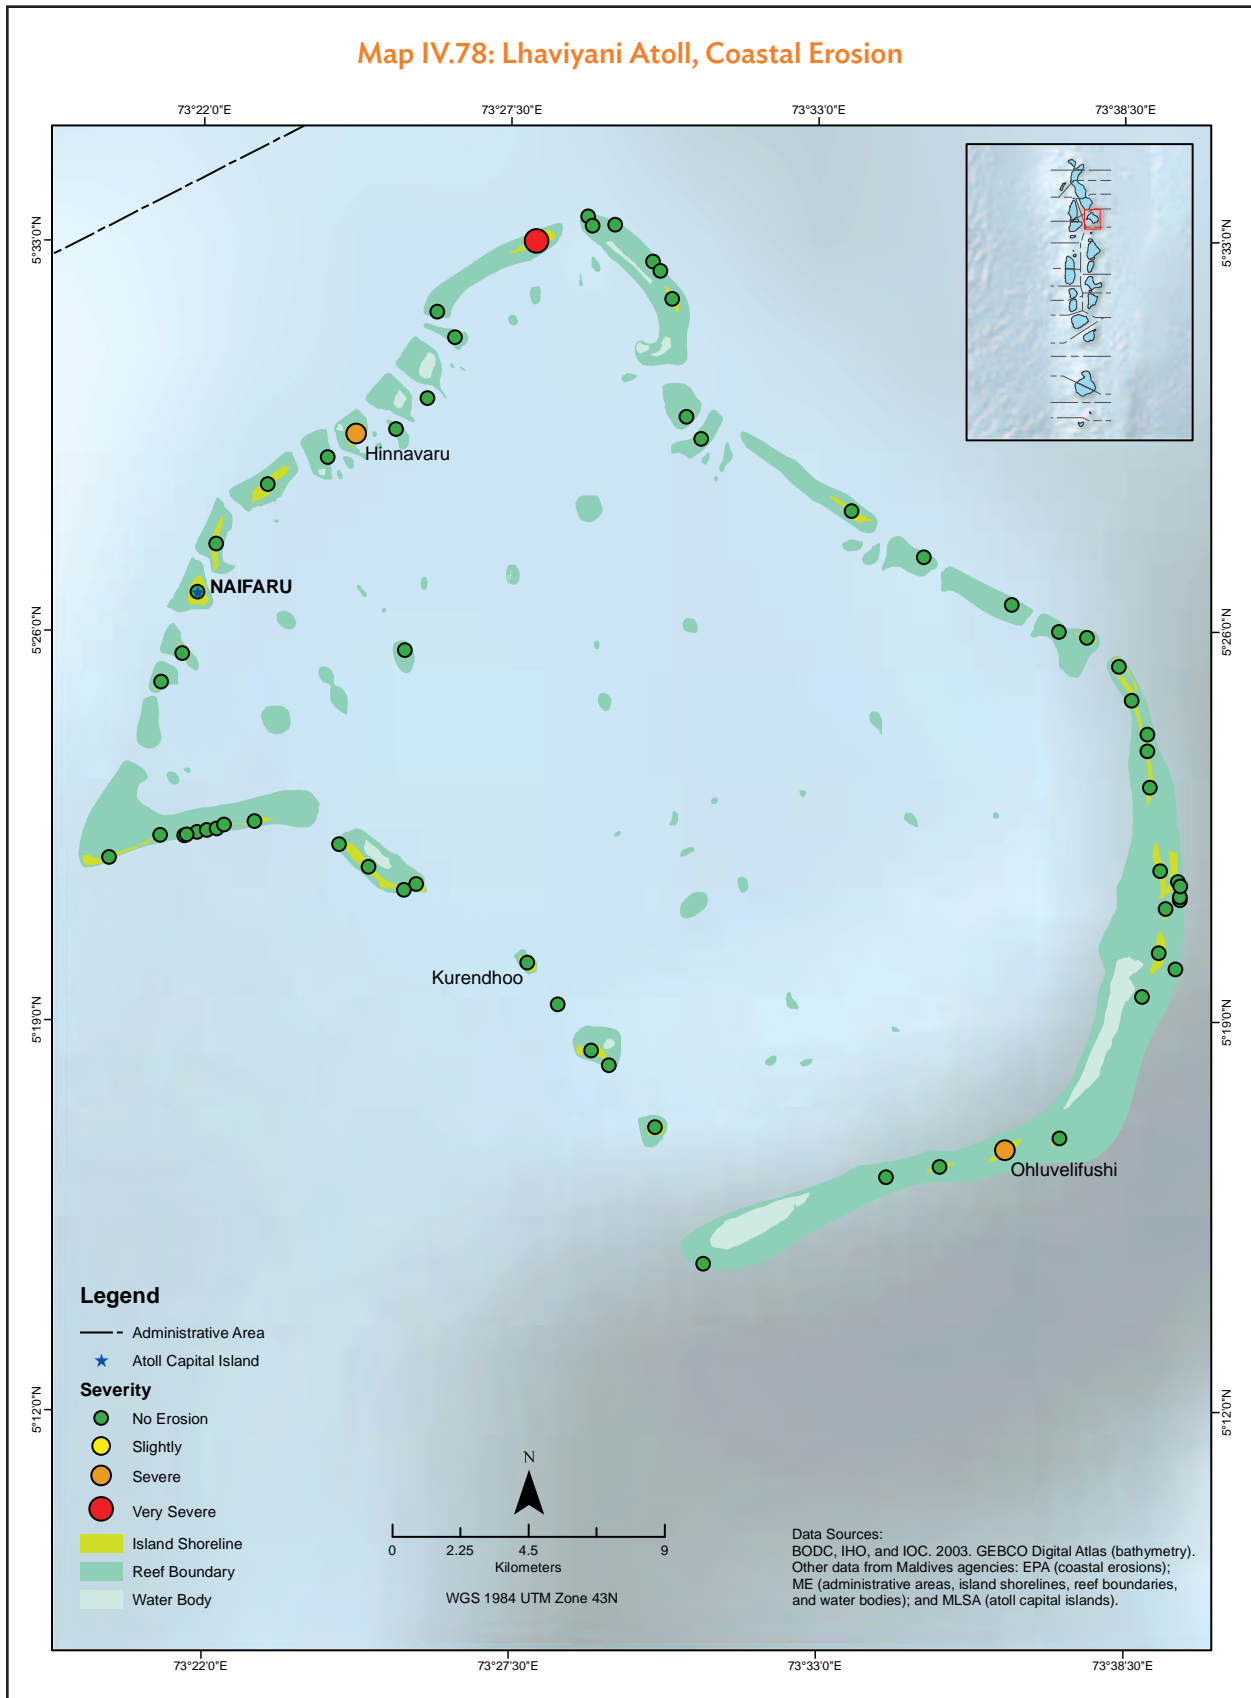 Map IV.78: Lhaviyani Atoll, Coastal Erosion
73°22'0"E
73°27'30"E
73°33'0"E
73°38'30"E
5°33'0"N
5°33'0"N
Hinnavaru
NAIFARU
5°26'0"N
5°26'0"N
Kurendhoo
5°19'0"N
5°19'0"N
Ohluvelifushi
Legend
Administrative Area
Atoll Capital Island
Severity
No Erosion
Slightly
Severe
Very Severe
Island Shoreline
Reef Boundary
Water Body
5°12'0"N
5°12'0"N
N
0 2.25 4.5 9
Kilometers
WGS 1984 UTM Zone 43N
Data Sources:
BODC, IHO, and IOC. 2003. GEBCO Digital Atlas (bathymetry).
Other data from Maldives agencies: EPA (coastal erosions);
ME (administrative areas, island shorelines, reef boundaries,
and water bodies); and MLSA (atoll capital islands).
73°22'0"E
73°27'30"E
73°33'0"E
73°38'30"E